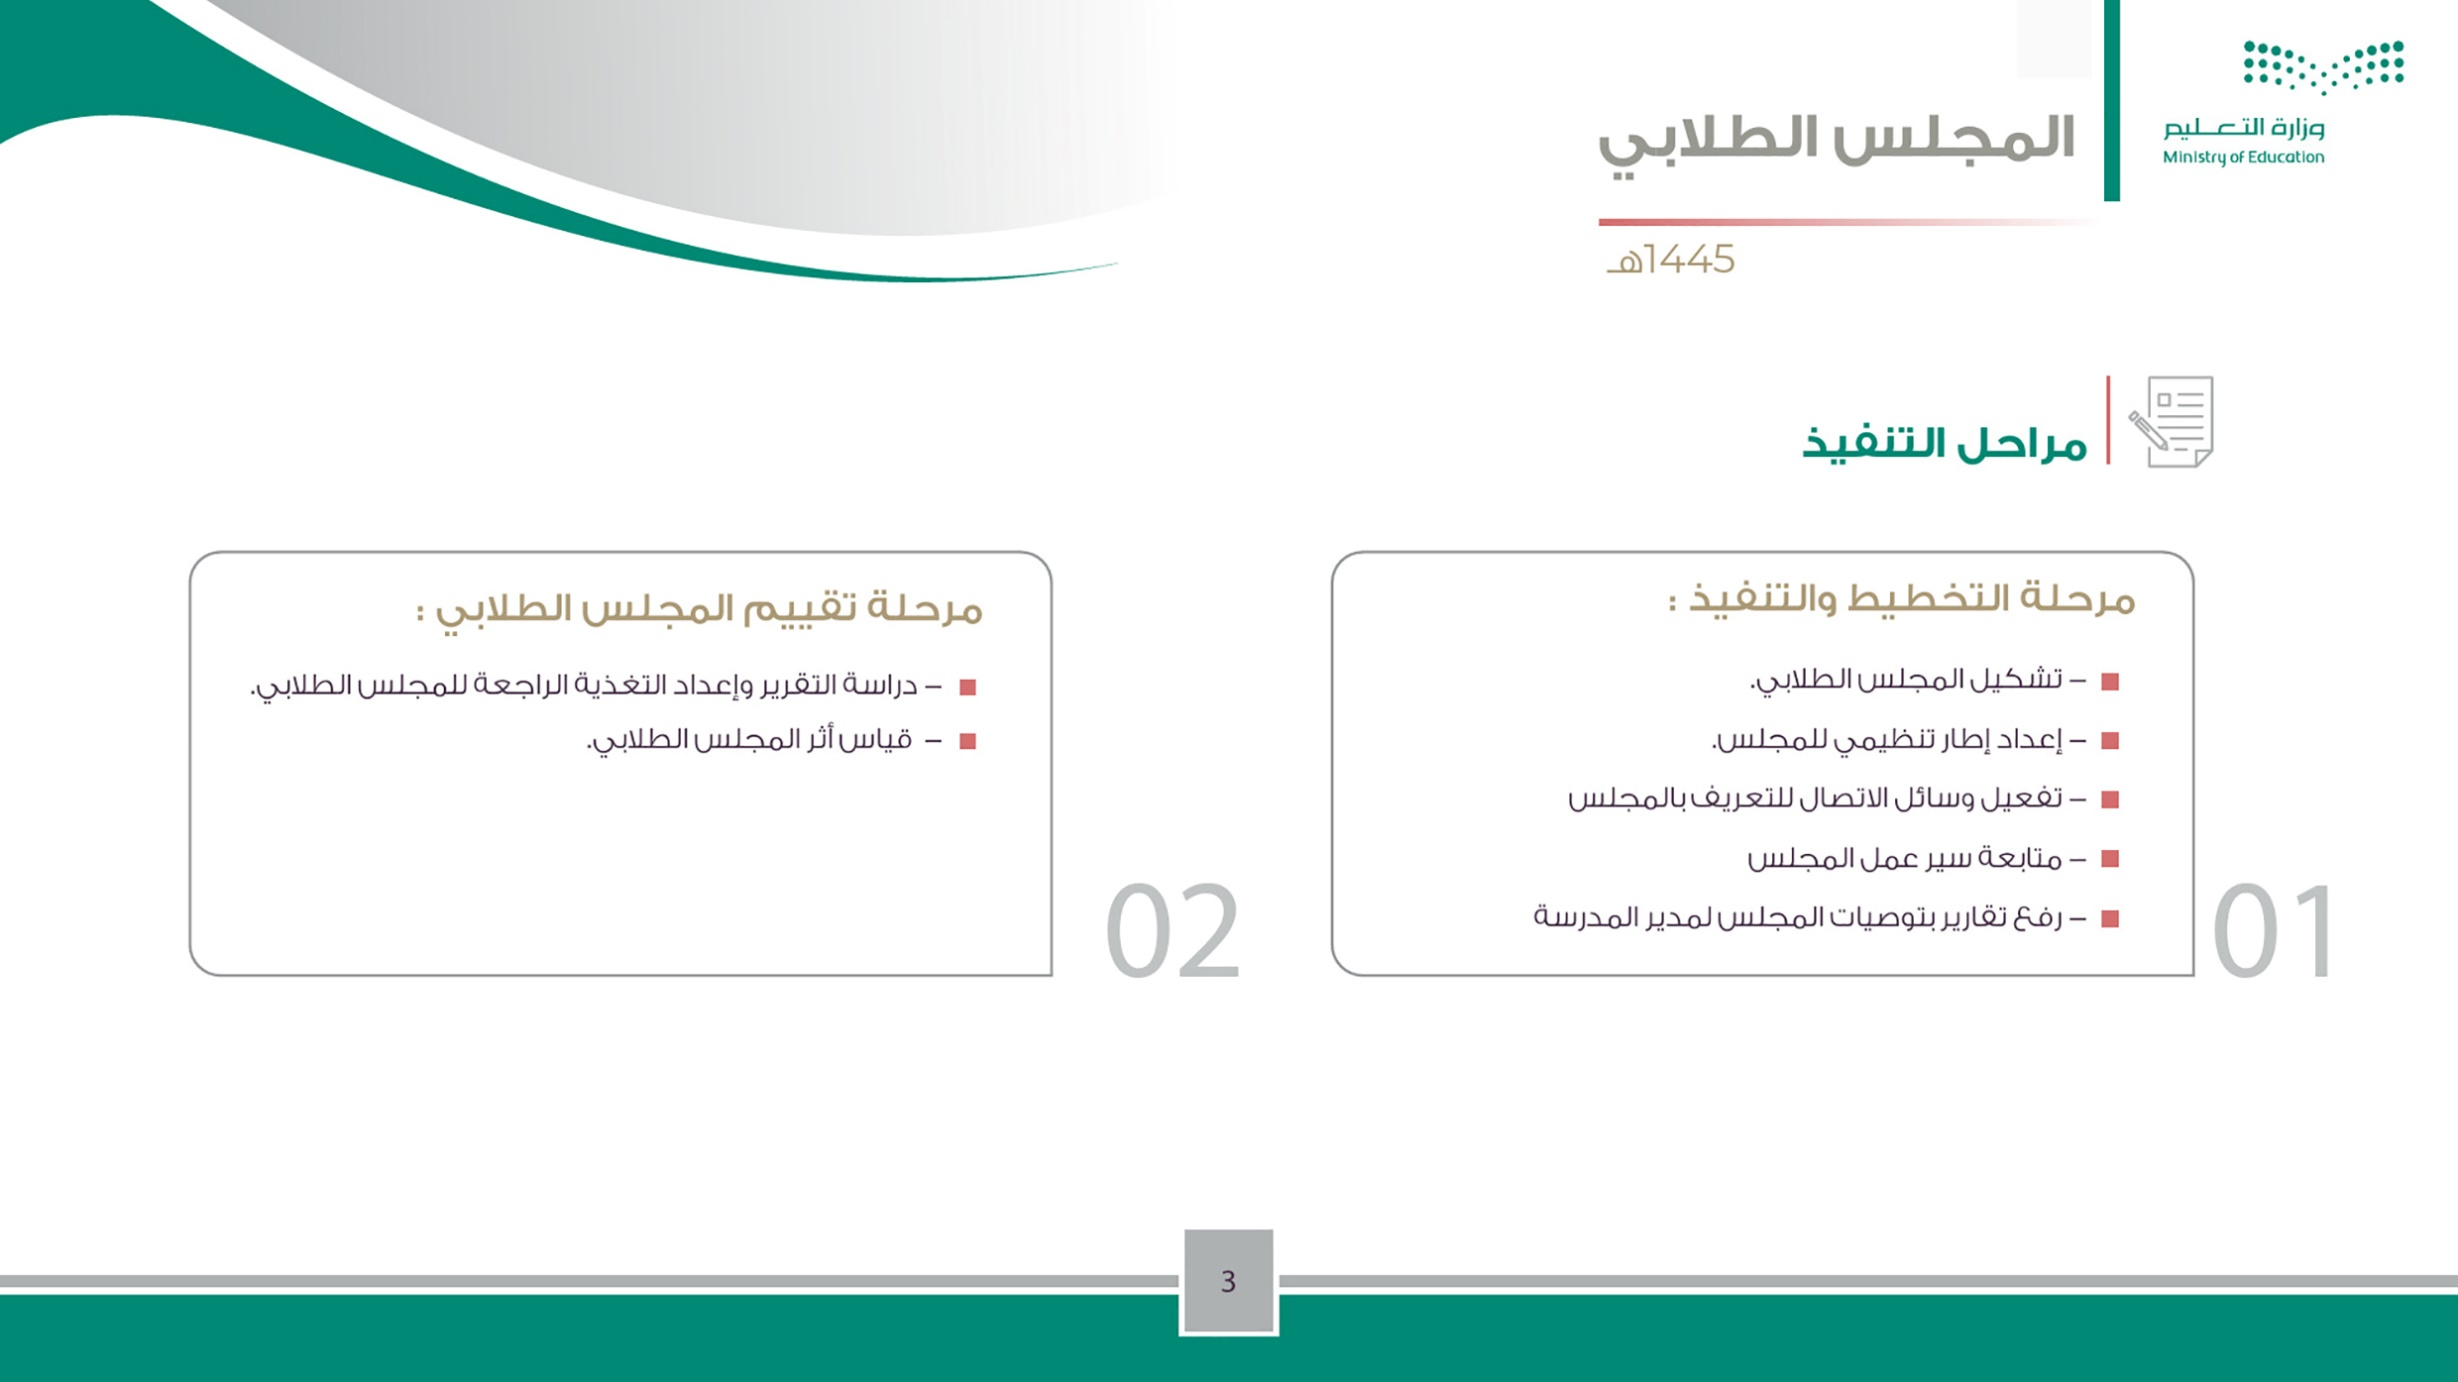 وزارة التعليم
Ministry of Education
المجلس الطلابي
1445هـ
مراحل التنفيذ
01
مرحلة التخطيط والتنفيذ :
– تشكيل المجلس الطلابي.
– إعداد إطار تنظيمي للمجلس.
– تفعيل وسائل الاتصال للتعريف بالمجلس
– متابعة سير عمل المجلس
– رفع تقارير بتوصيات المجلس لمدير المدرسة
02
مرحلة تقييم المجلس الطلابي :
– دراسة التقرير وإعداد التغذية الراجعة للمجلس الطلابي.
– قياس أثر المجلس الطلابي.
3